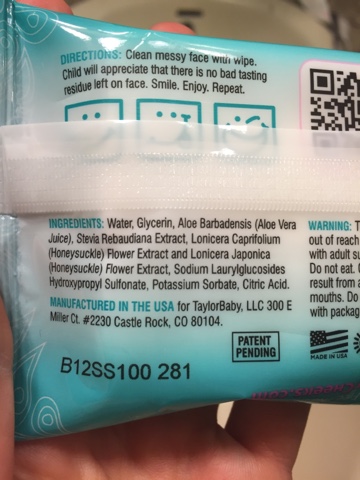 DIRECTIONS: Clean messy face with wipe.
Child will appreciate that there is no bad tasting
residue left on face. Smile. Enjoy. Repeat.
INGREDIENTS: Water, Glycerin, Aloe Barbadensis (Aloe Vera
Juice), Stevia Rebaudiana Extract, Lonicera Caprifolium
(Honeysuckle) Flower Extract and Lonicera Japonica
(Honeysuckle) Flower Extract, Sodium Laurylglucosides
Hydroxypropyl Sulfonate, Potassium Sorbate, Citric Acid.
MANUFACTURED IN THE USA for TaylorBaby, LLC 300 E
Miller Ct. #2230 Castle Rock, CO 80104.
PATENT
PENDING
B12SS100 281
WARNING: T
out of reach
with adult su
Do not eat. C
result from a
mouths. Do
with packag
MADE IN USA